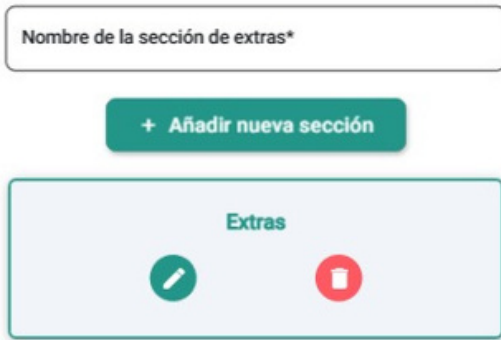 Nombre de la sección de extras*
+ Añadir nueva sección
Extras